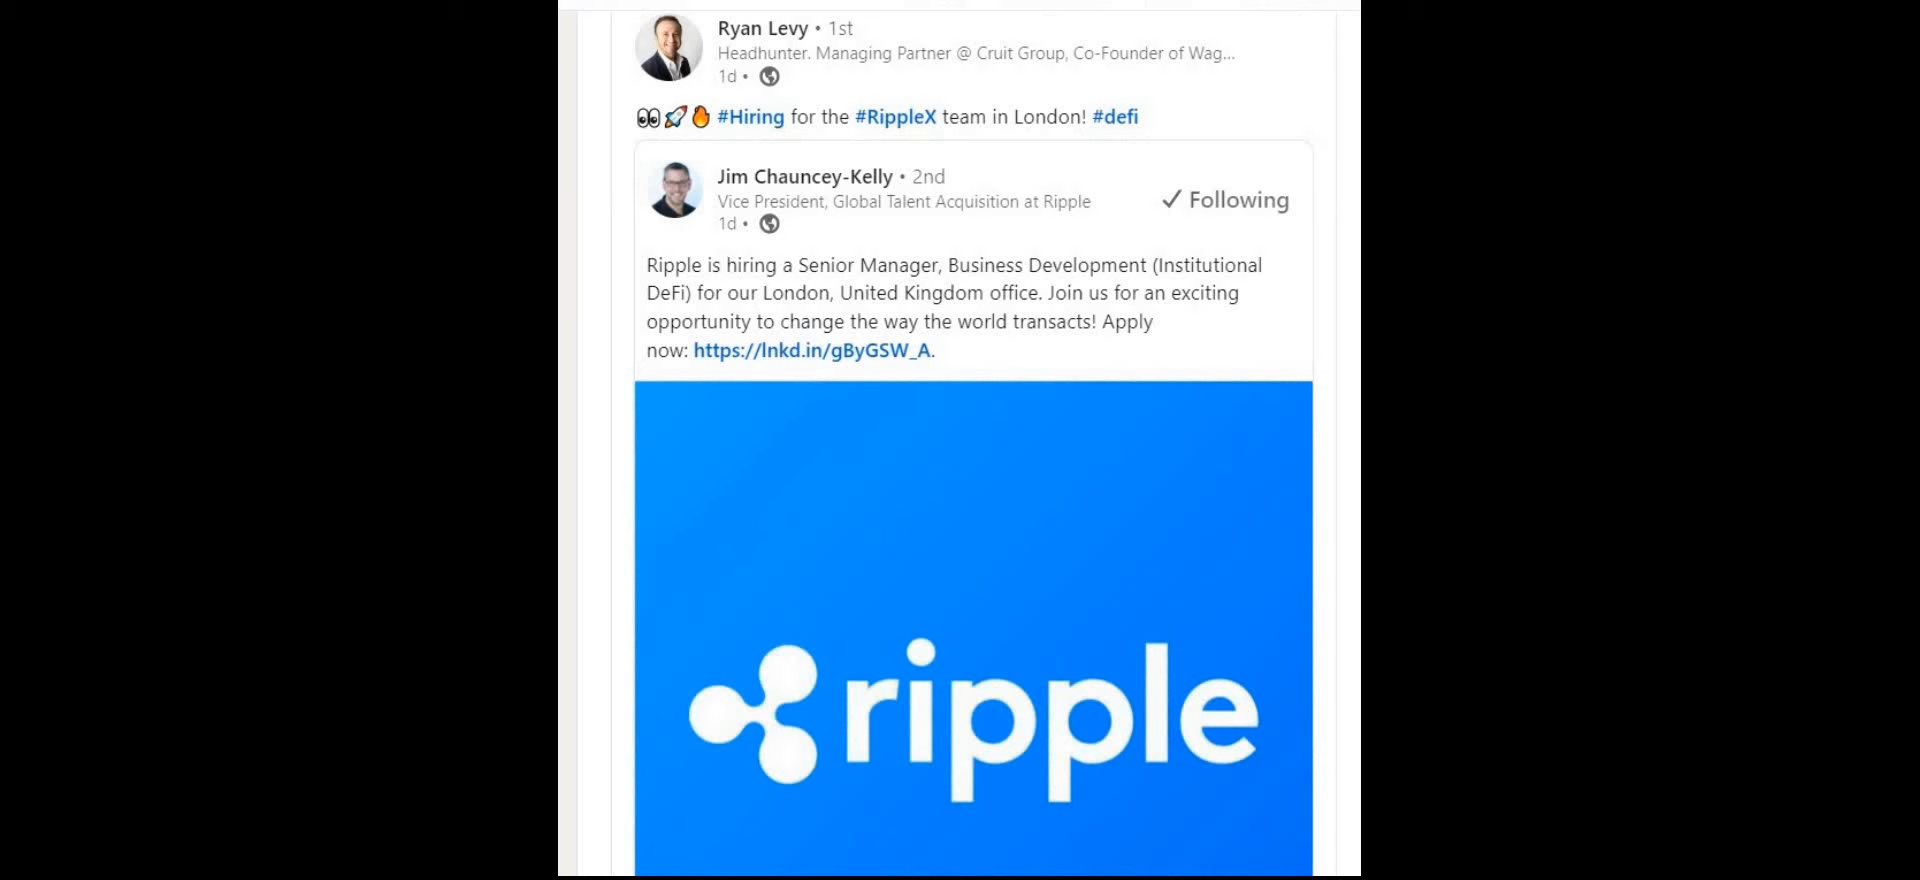 Ryan Levy • 1st
Headhunter. Managing Partner @ Cruit Group, Co-Founder of Wag...
1d •
👀🚀🔥 #Hiring for the #RippleX team in London! #defi
Jim Chauncey-Kelly • 2nd
Vice President, Global Talent Acquisition at Ripple
✓ Following
1d •
Ripple is hiring a Senior Manager, Business Development (Institutional
DeFi) for our London, United Kingdom office. Join us for an exciting
opportunity to change the way the world transacts! Apply
now: https://lnkd.in/gByGSW_A.
ripple